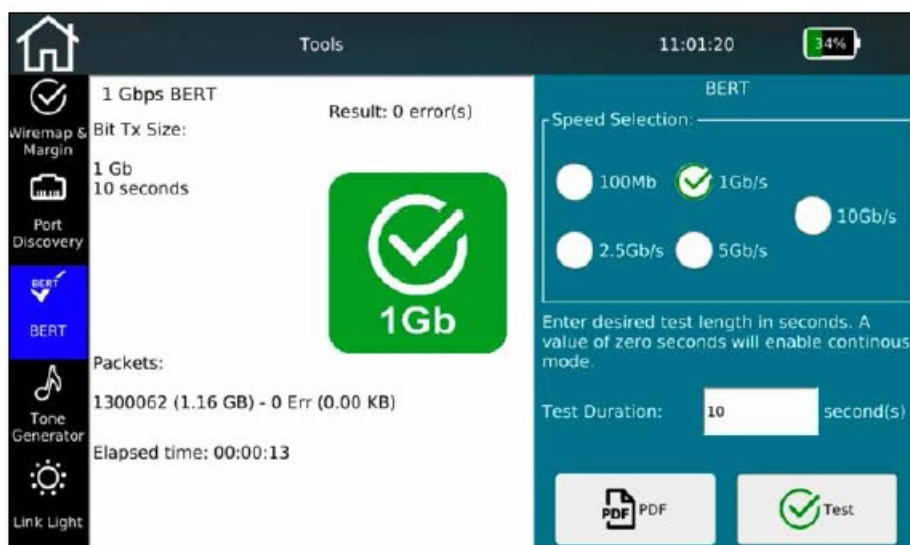 Tools
11:01:20
34%
Wiremap &
Margin
Port
Discovery
BERT
BERT
Tone
Generator
Link Light
1 Gbps BERT
Result: 0 error(s)
Bit Tx Size:
1 Gb
10 seconds
1Gb
Packets:
1300062 (1.16 GB) - 0 Err (0.00 KB)
Elapsed time: 00:00:13
BERT
Speed Selection:
100Mb
1Gb/s
10Gb/s
2.5Gb/s
5Gb/s
Enter desired test length in seconds. A
value of zero seconds will enable continous
mode.
Test Duration:
10
second(s)
PDF
PDF
Test